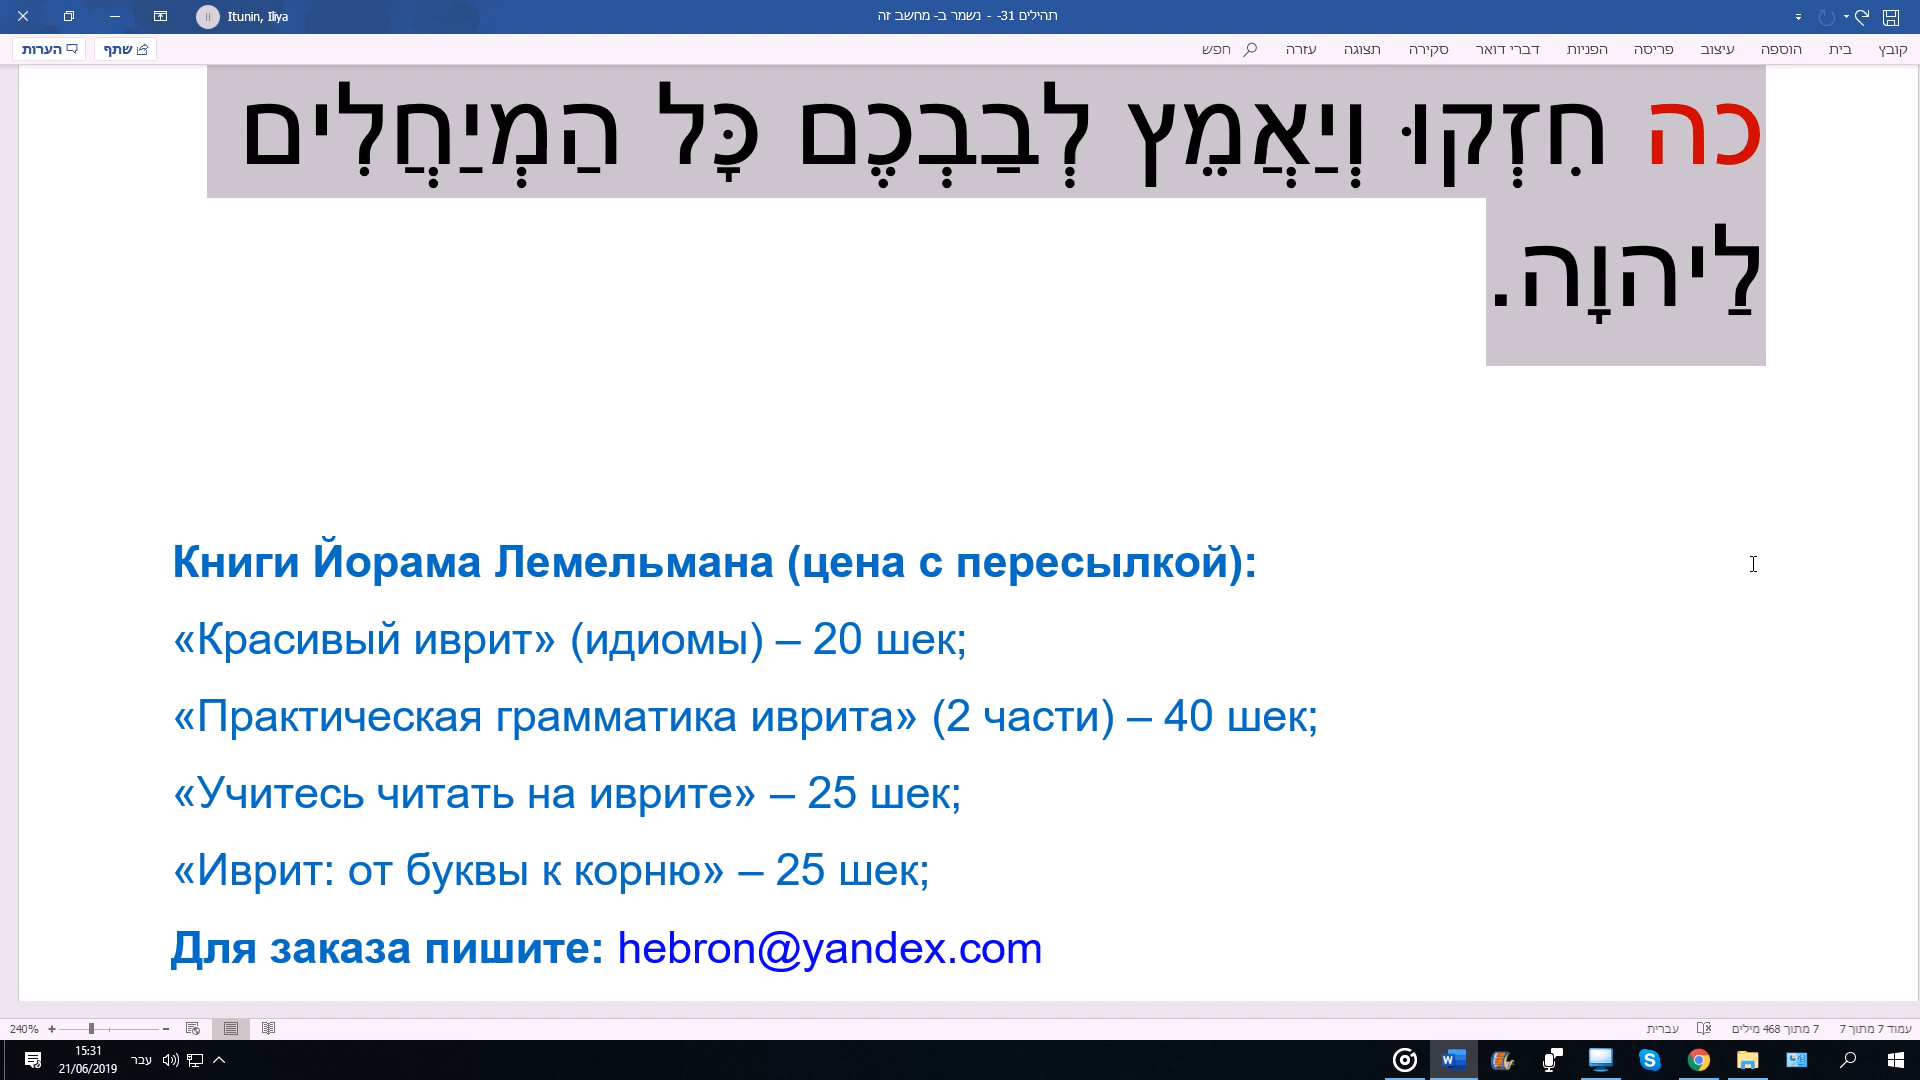 תהילים 31- - נשמר ב- מחשב זה
Itunin, Iliya
II
קובץ בית הוספה עיצוב פריסה הפניות דברי דואר סקירה תצוגה עזרה חפש
שתף הערות
כה חִזְקוּ וְיַאֲמֵץ לְבַבְכֶם כָּל הַמְיַחֲלִים
לַיהוָה.
Книги Йорама Лемельмана (цена с пересылкой):
«Красивый иврит» (идиомы) – 20 шек;
«Практическая грамматика иврита» (2 части) – 40 шек;
«Учитесь читать на иврите» – 25 шек;
«Иврит: от буквы к корню» – 25 шек;
Для заказа пишите: hebron@yandex.com
עמוד 7 מתוך 7 7 מתוך 468 מילים עברית
240%
עבר
15:31
21/06/2019